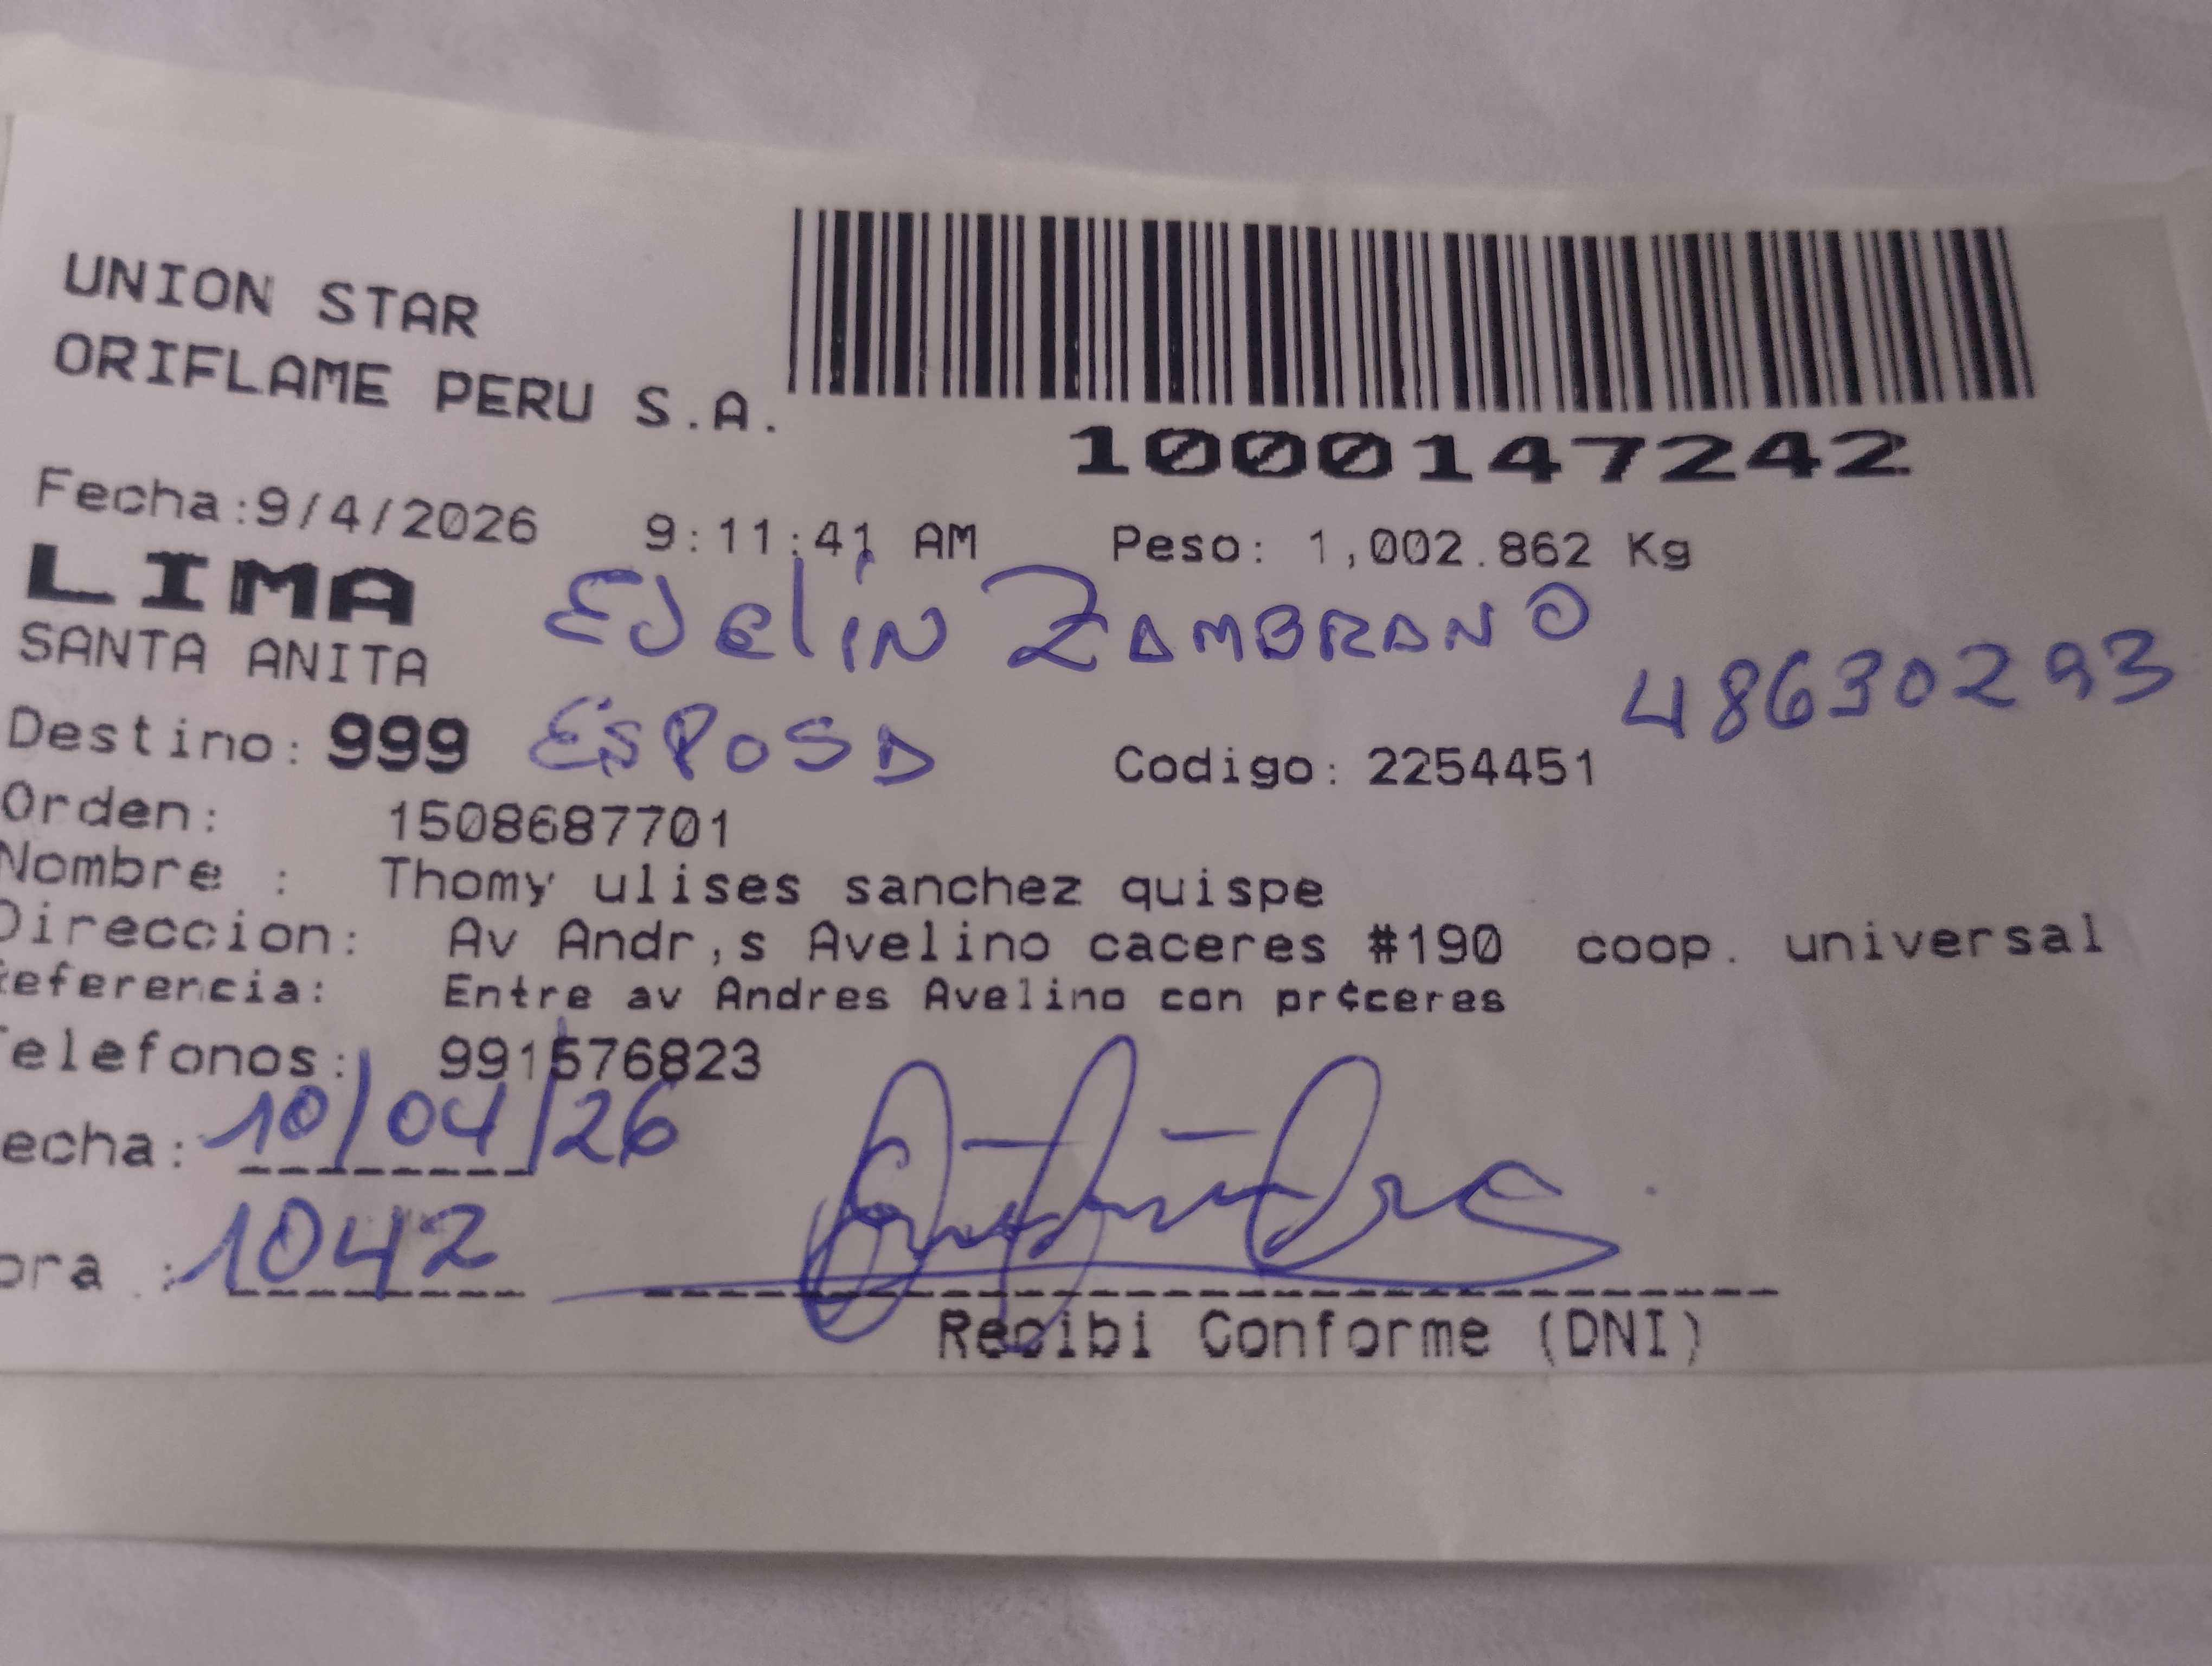 UNION STAR
ORIFLAME PERU S.A.
1000147242
Fecha:9/4/2026 9:11:41 AM Peso: 1,002.862 Kg
LIMA
EJelin ZAMBRANO
SANTA ANITA
48630293
Destino: 999 ESPOSA Codigo: 2254451
Orden: 1508687701
Nombre : Thomy ulises sanchez quispe
Direccion: Av Andr,s Avelino caceres #190 coop. universal
eferencia: Entre av Andres Avelino con pr¢ceres
elefonos: 991576823
echa: 10/04/26
ora : 1042
Recibi Conforme (DNI)